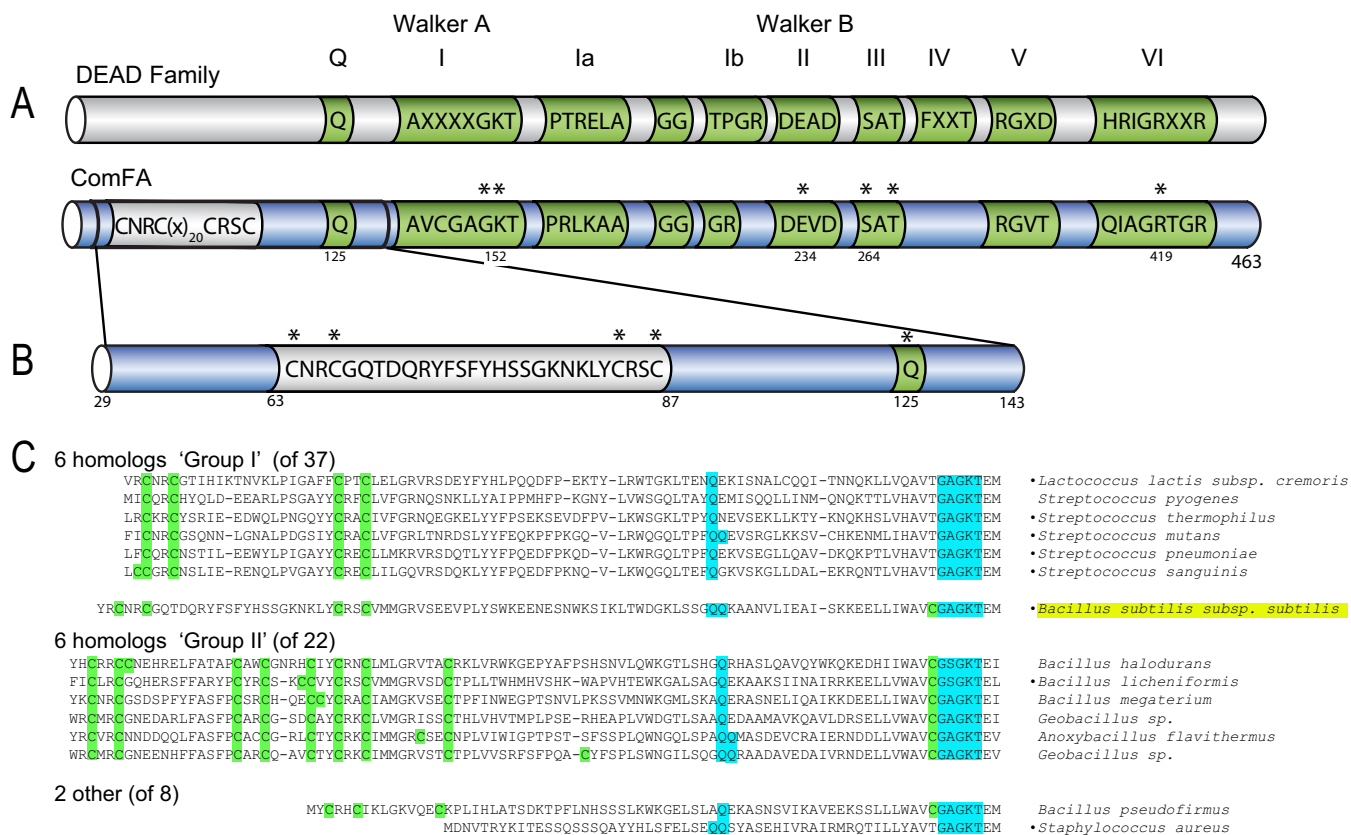 Walker A Walker B
Q I Ia Ib II III IV V VI
DEAD Family
A
Q AXXXXGKT PTRELA GG TPGR DEAD SAT FXXT RGXD HRIGRXXR
ComFA
** * * * *
CNRC(x)20CRSC Q AVCGAGKT PRLKAA GG GR DEVD SAT RGVT QIAGRTGR
125 152 234 264 419 463
* * * * *
B
CNRCGQTDQRYFSFYHSSGKNKLYCRSC Q
29 63 87 125 143
C
6 homologs 'Group I' (of 37)
VRCNRCGTIHIKTNVKLPIGAFFCPTCLELGRVRSDEYFYHLPQQDFP-EKTY-LRWTGKLTENQEKISNALCQQI-TNNQKLLVQAVTGAGKTEM •Lactococcus lactis subsp. cremoris
MICQRCHYQLD-EEARLPSGAYYCRFCLVFGRNQSNKLLYAIPPMHFP-KGNY-LVWSGQLTAYQEMISQQLLINM-QNQKTNLVHAVTGAGKTEM Streptococcus pyogenes
LRCKRCYSRIE-EDWQLPNGQYYCRACIVFGRNQEGKELYYFPSEKSEVDFPV-LKWSGKLTPYQNEVSEKLLKTY-KNQKHSLVHAVTGAGKTEM •Streptococcus thermophilus
FICNRCGSQNN-LGNALPDGSIYCRACLVFGRLTNRDSLYYFEQKPFPKGQ-V-LRWQGQLTPFQQEVSRGLKKSV-CHKENMLIHAVTGAGKTEM •Streptococcus mutans
LFCQRCNSTIL-EEWYLPIGAYYCRECLLMKRVRSDQTLYYFPQEDFPKQD-V-LKWRGQLTPFQEKVSEGLLQAV-DKQKPTLVHAVTGAGKTEM •Streptococcus pneumoniae
LCCGRCNSLIE-RENQLPVGAYYCRECLILGQVRSDQKLYYFPQEDFPKNQ-V-LKWQGQLTEFQGKVSKGLLDAL-EKRQNTLVHAVTGAGKTEM •Streptococcus sanguinis
YRCNRCGQTDQRYFSFYHSSGKNKLYCRSCVMMGRVSEEVPLYSWKEENESNWKSIKLTWDGKLSSGQQKAANVLIEAI-SKKEELLIWAVCGAGKTEM •Bacillus subtilis subsp. subtilis
6 homologs 'Group II' (of 22)
YHCRRCCNEHRELFATAPCAWCGNRHCIYCRNCLMLGRVTACRKLVRWKGEPYAFPSHSNVLQWKGTLSHGQRHASLQAVQYWKQKEDHIIWAVCGSGKTEI Bacillus halodurans
FICLRCGQHERSFFARYPCYRCS-KCCVYCRSCVMMGRVSDCTPLLTWHMHVSHK-WAPVHTEWKGALSAGQEKAAKSIINAIRRKEELLVWAVCGSGKTEL •Bacillus licheniformis
YKCNRCGSDSPFYFASFPCSRCH-QECCYCRACIAMGKVSECTPFINWEGPTSNVLPKSSVMNWKGMLSKAQERASNELIQAIKKDEELLIWAVCGAGKTEI Bacillus megaterium
WRCMRCGNEDARLFASFPCARCG-SDCAYCRKCLVMGRISSCTHLVHVTMPLPSE-RHEAPLVWDGTLSAAQEDAAMAVKQAVLDRSELLVWAVCGAGKTEI Geobacillus sp.
YRCVRCNNDDQQLFASFPCACCG-RLCTYCRKCIMMGRVCSECNPLVIWIGPTPST-SFSSPLQWNGQLSPAQQMASDEVCRAIERNDDLLVWAVCGAGKTEV Anoxybacillus flavithermus
WRCMRCGNEENHFFASFPCARCQ-AVCTYCRKCIMMGRVSTCTPLVVSRFSFPQA-CYFSPLSWNGILSQGQQRAADAVEDAIVRNDELLVWAVCGAGKTEV Geobacillus sp.
2 other (of 8)
MYCRHCIKLGKVQECKPLIHLATSDKTPFLNHSSSLKWKGELSLAQEKASNSVIKAVEEKSSLLLWAVCGAGKTEM Bacillus pseudofirmus
MDNVTRYKITESSQSSSQAYYHLSFELSEQQSYASEHIVRAIRMRQTILLYAVTGAGKTEM •Staphylococcus aureus